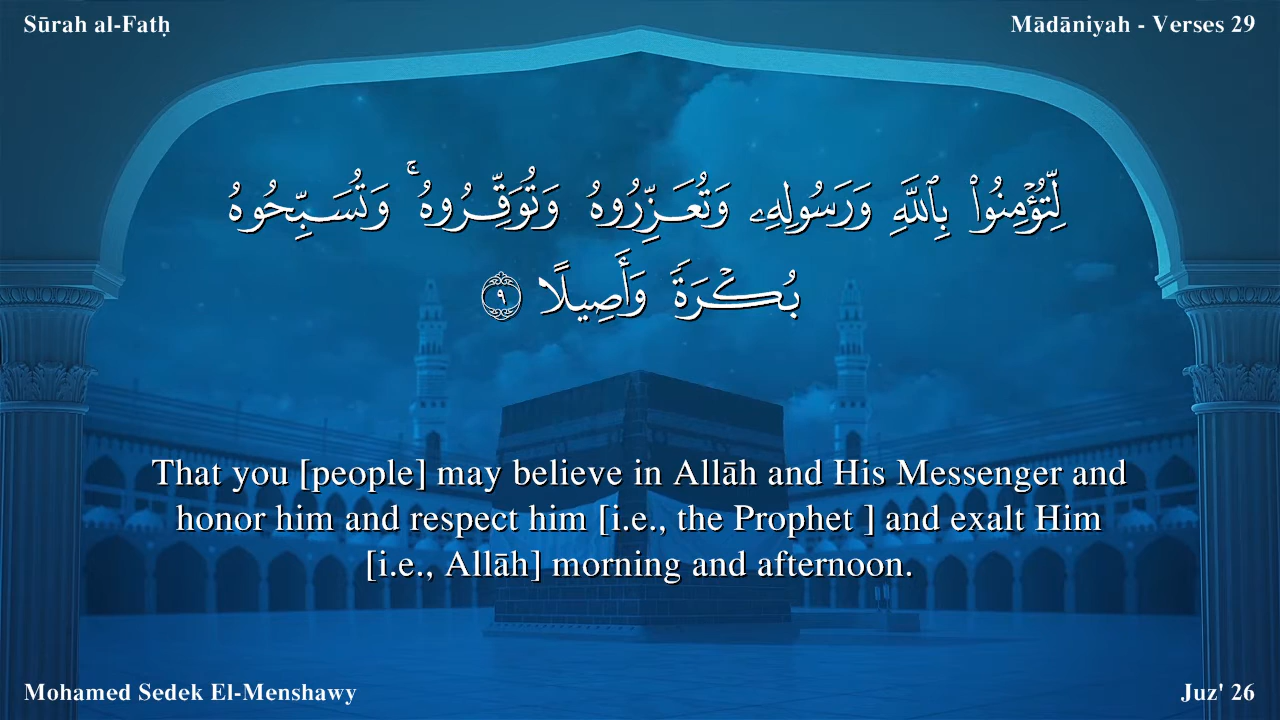 Sūrah al-Fatḥ
Mādāniyah - Verses 29
لِّتُؤْمِنُوا۟ بِٱللَّهِ وَرَسُولِهِۦ وَتُعَزِّرُوهُ وَتُوَقِّرُوهُ ۚ وَتُسَبِّحُوهُ
بُكْرَةً وَأَصِيلًا ٩
That you [people] may believe in Allāh and His Messenger and
honor him and respect him [i.e., the Prophet ] and exalt Him
[i.e., Allāh] morning and afternoon.
Mohamed Sedek El-Menshawy
Juz' 26